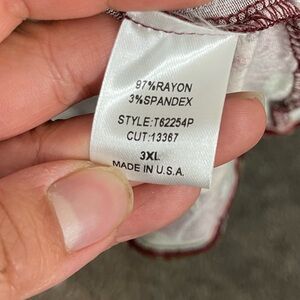 97%RAYON
3%SPANDEX
STYLE:T62254P
CUT:13367
3XL
MADE IN U.S.A.